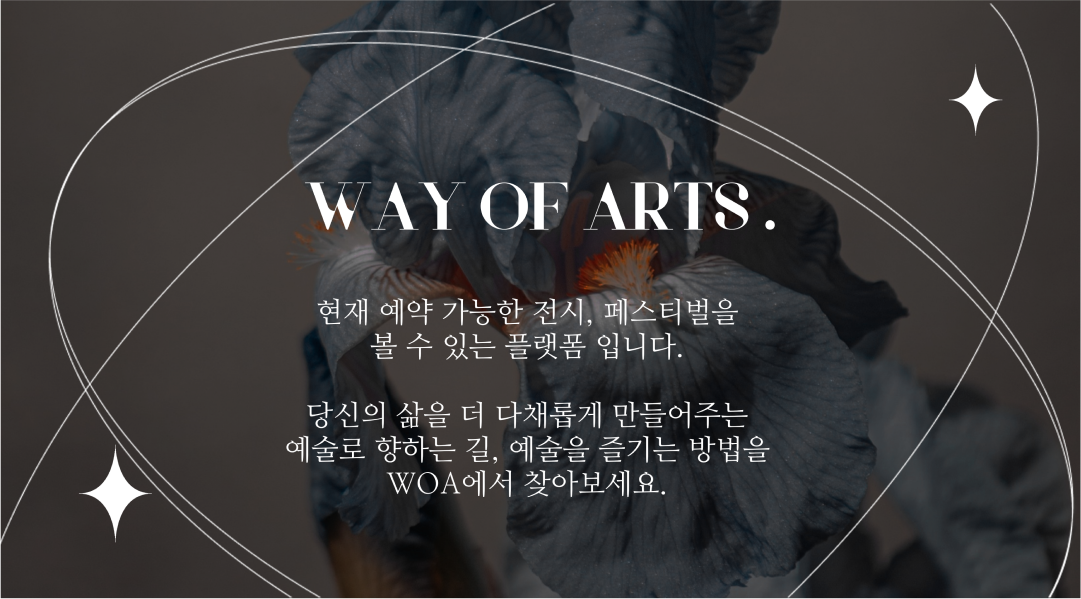 WAY OF ARTS.
현재 예약 가능한 전시, 페스티벌을
볼 수 있는 플랫폼 입니다.
당신의 삶을 더 다채롭게 만들어주는
예술로 향하는 길, 예술을 즐기는 방법을
WOA에서 찾아보세요.